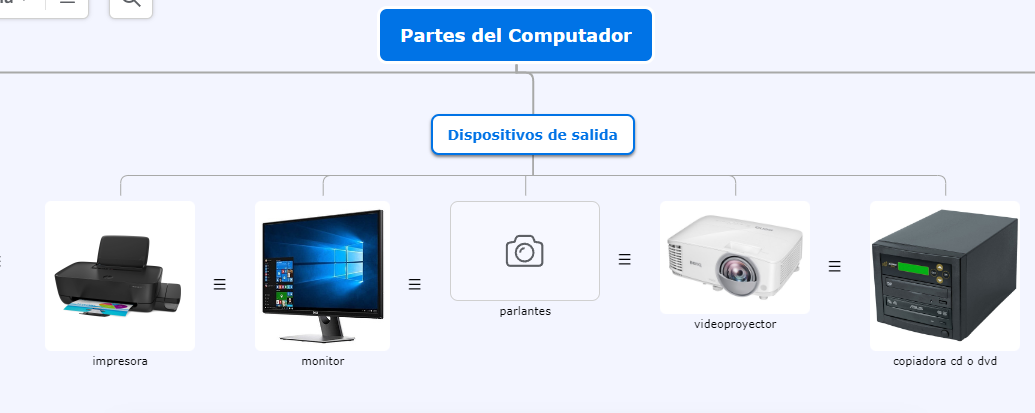 Partes del Computador
Dispositivos de salida
impresora
monitor
parlantes
videoproyector
copiadora cd o dvd